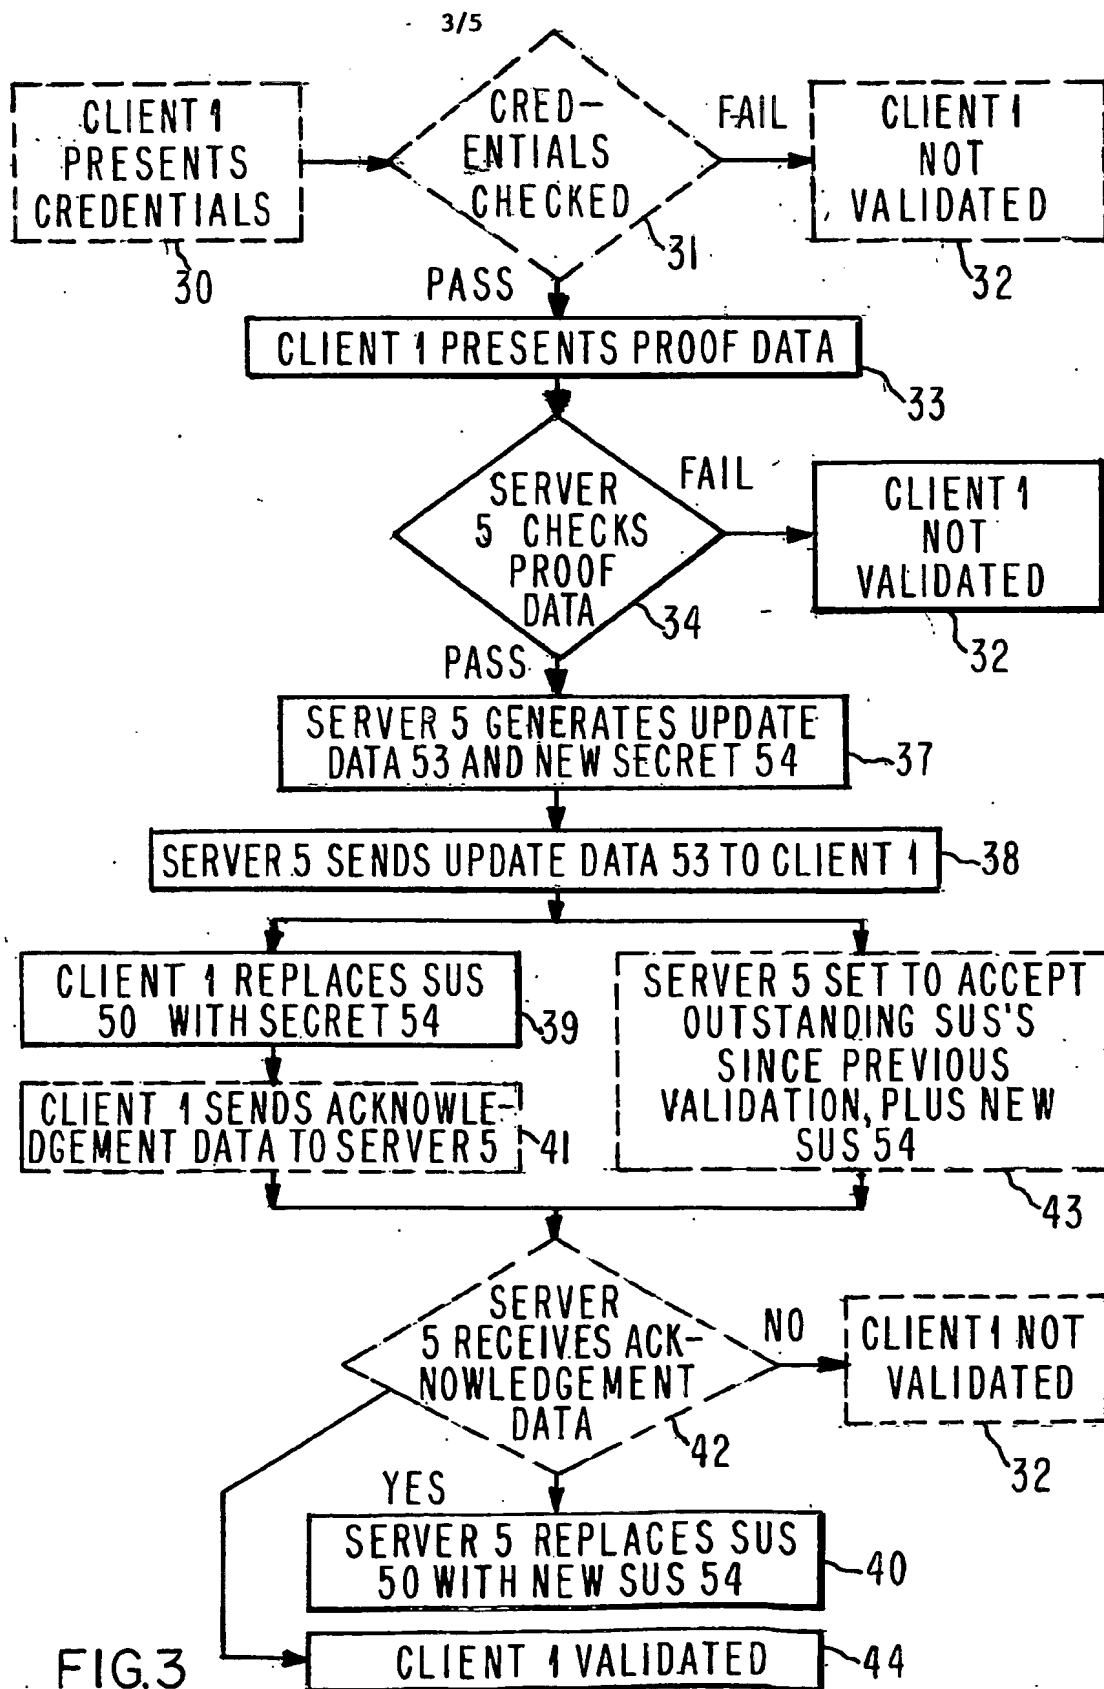 3/5
CLIENT 1
PRESENTS
CREDENTIALS
30
CRED-
ENTIALS
CHECKED
31
FAIL
CLIENT 1
NOT
VALIDATED
32
PASS
CLIENT 1 PRESENTS PROOF DATA
33
SERVER
5 CHECKS
PROOF
DATA
34
FAIL
CLIENT 1
NOT
VALIDATED
32
PASS
SERVER 5 GENERATES UPDATE
DATA 53 AND NEW SECRET 54
37
SERVER 5 SENDS UPDATE DATA 53 TO CLIENT 1
38
CLIENT 1 REPLACES SUS
50 WITH SECRET 54
39
CLIENT 1 SENDS ACKNOWLE-
DGEMENT DATA TO SERVER 5
41
SERVER 5 SET TO ACCEPT
OUTSTANDING SUS'S
SINCE PREVIOUS
VALIDATION, PLUS NEW
SUS 54
43
SERVER
5 RECEIVES ACK-
NOWLEDGEMENT
DATA
42
NO
CLIENT 1 NOT
VALIDATED
32
YES
SERVER 5 REPLACES SUS
50 WITH NEW SUS 54
40
CLIENT 1 VALIDATED
44
FIG.3